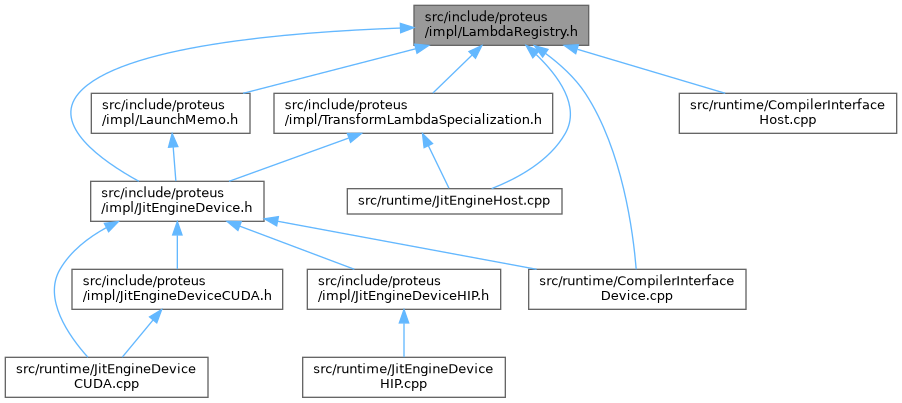 src/include/proteus
/impl/LambdaRegistry.h
src/include/proteus
/impl/LaunchMemo.h
src/include/proteus
/impl/TransformLambdaSpecialization.h
src/runtime/CompilerInterface
Host.cpp
src/include/proteus
/impl/JitEngineDevice.h
src/runtime/JitEngineHost.cpp
src/include/proteus
/impl/JitEngineDeviceCUDA.h
src/include/proteus
/impl/JitEngineDeviceHIP.h
src/runtime/CompilerInterface
Device.cpp
src/runtime/JitEngineDevice
CUDA.cpp
src/runtime/JitEngineDevice
HIP.cpp